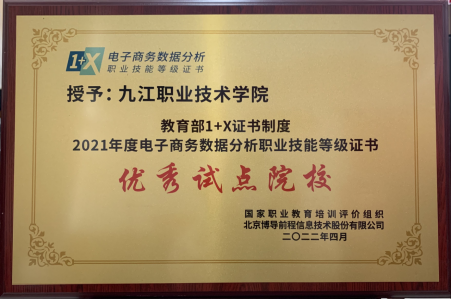 1+X 电子商务数据分析
职业技能等级证书
授予：九江职业技术学院
教育部1+X证书制度
2021年度电子商务数据分析职业技能等级证书
优秀试点院校
国家职业教育培训评价组织
北京博导前程信息技术股份有限公司
二〇二二年四月